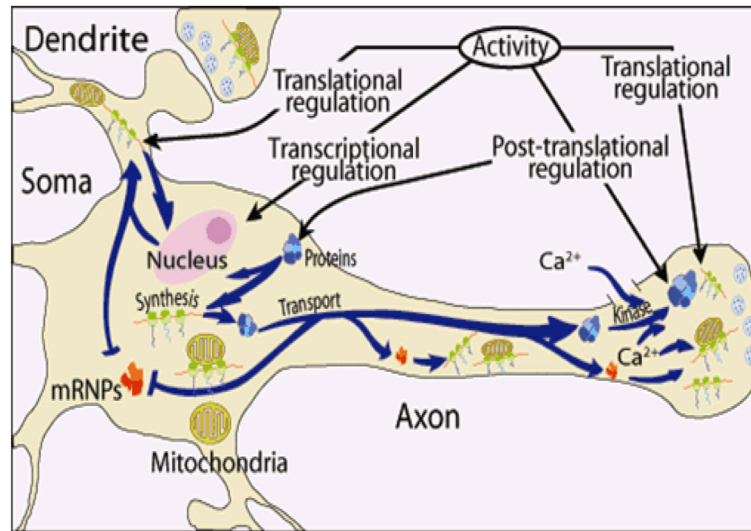 Dendrite
Activity
Translational
regulation
Translational
regulation
Transcriptional
regulation
Post-translational
regulation
Soma
Nucleus
Proteins
Ca2+
Synthesis
Transport
Kinase
Ca2+
mRNPs
Axon
Mitochondria